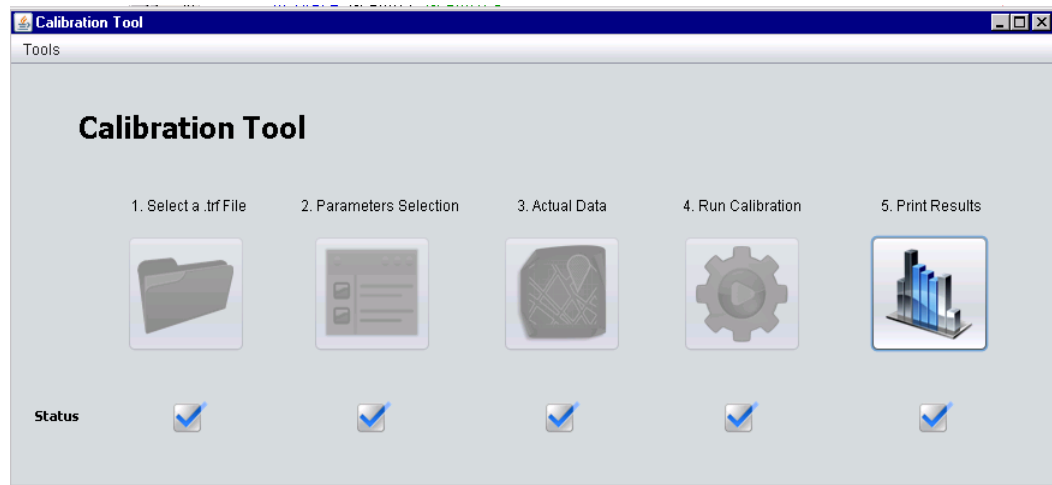 Calibration Tool
Tools
Calibration Tool
1. Select a .trf File
2. Parameters Selection
3. Actual Data
4. Run Calibration
5. Print Results
Status